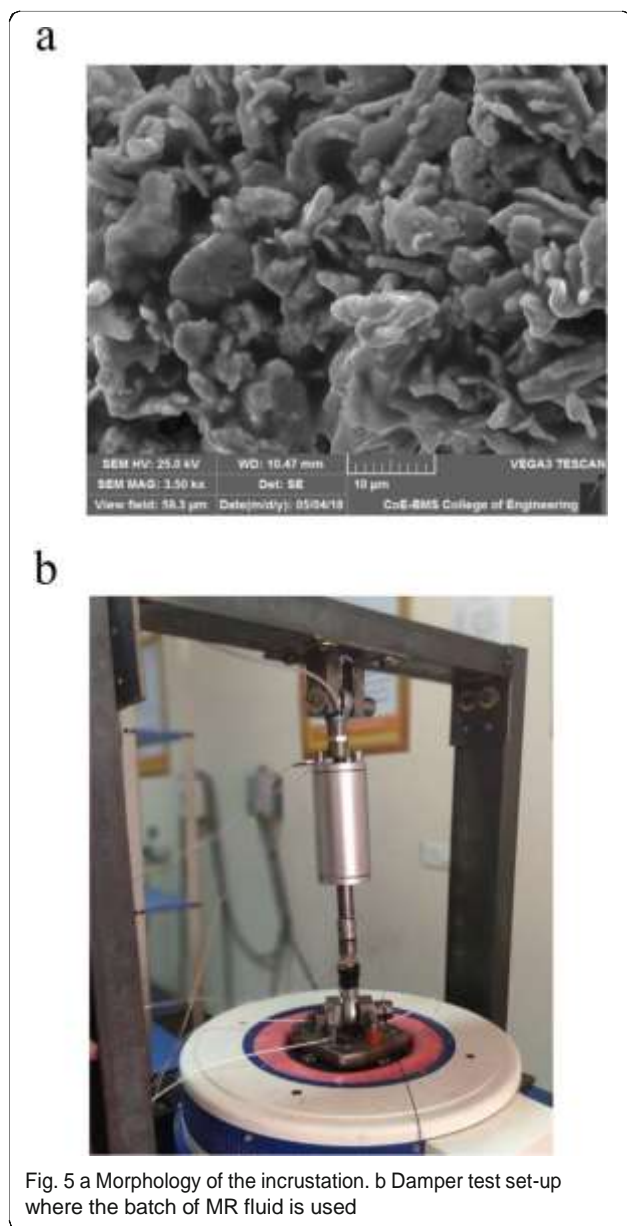 a
SEM HV: 25.0 kV WD: 10.47 mm VEGA3 TESCAN
SEM MAG: 3.50 kx Det: SE 10 µm
View field: 59.3 µm Date(m/d/y): 05/04/18 CoE-BMS College of Engineering
b
Fig. 5 a Morphology of the incrustation. b Damper test set-up
where the batch of MR fluid is used